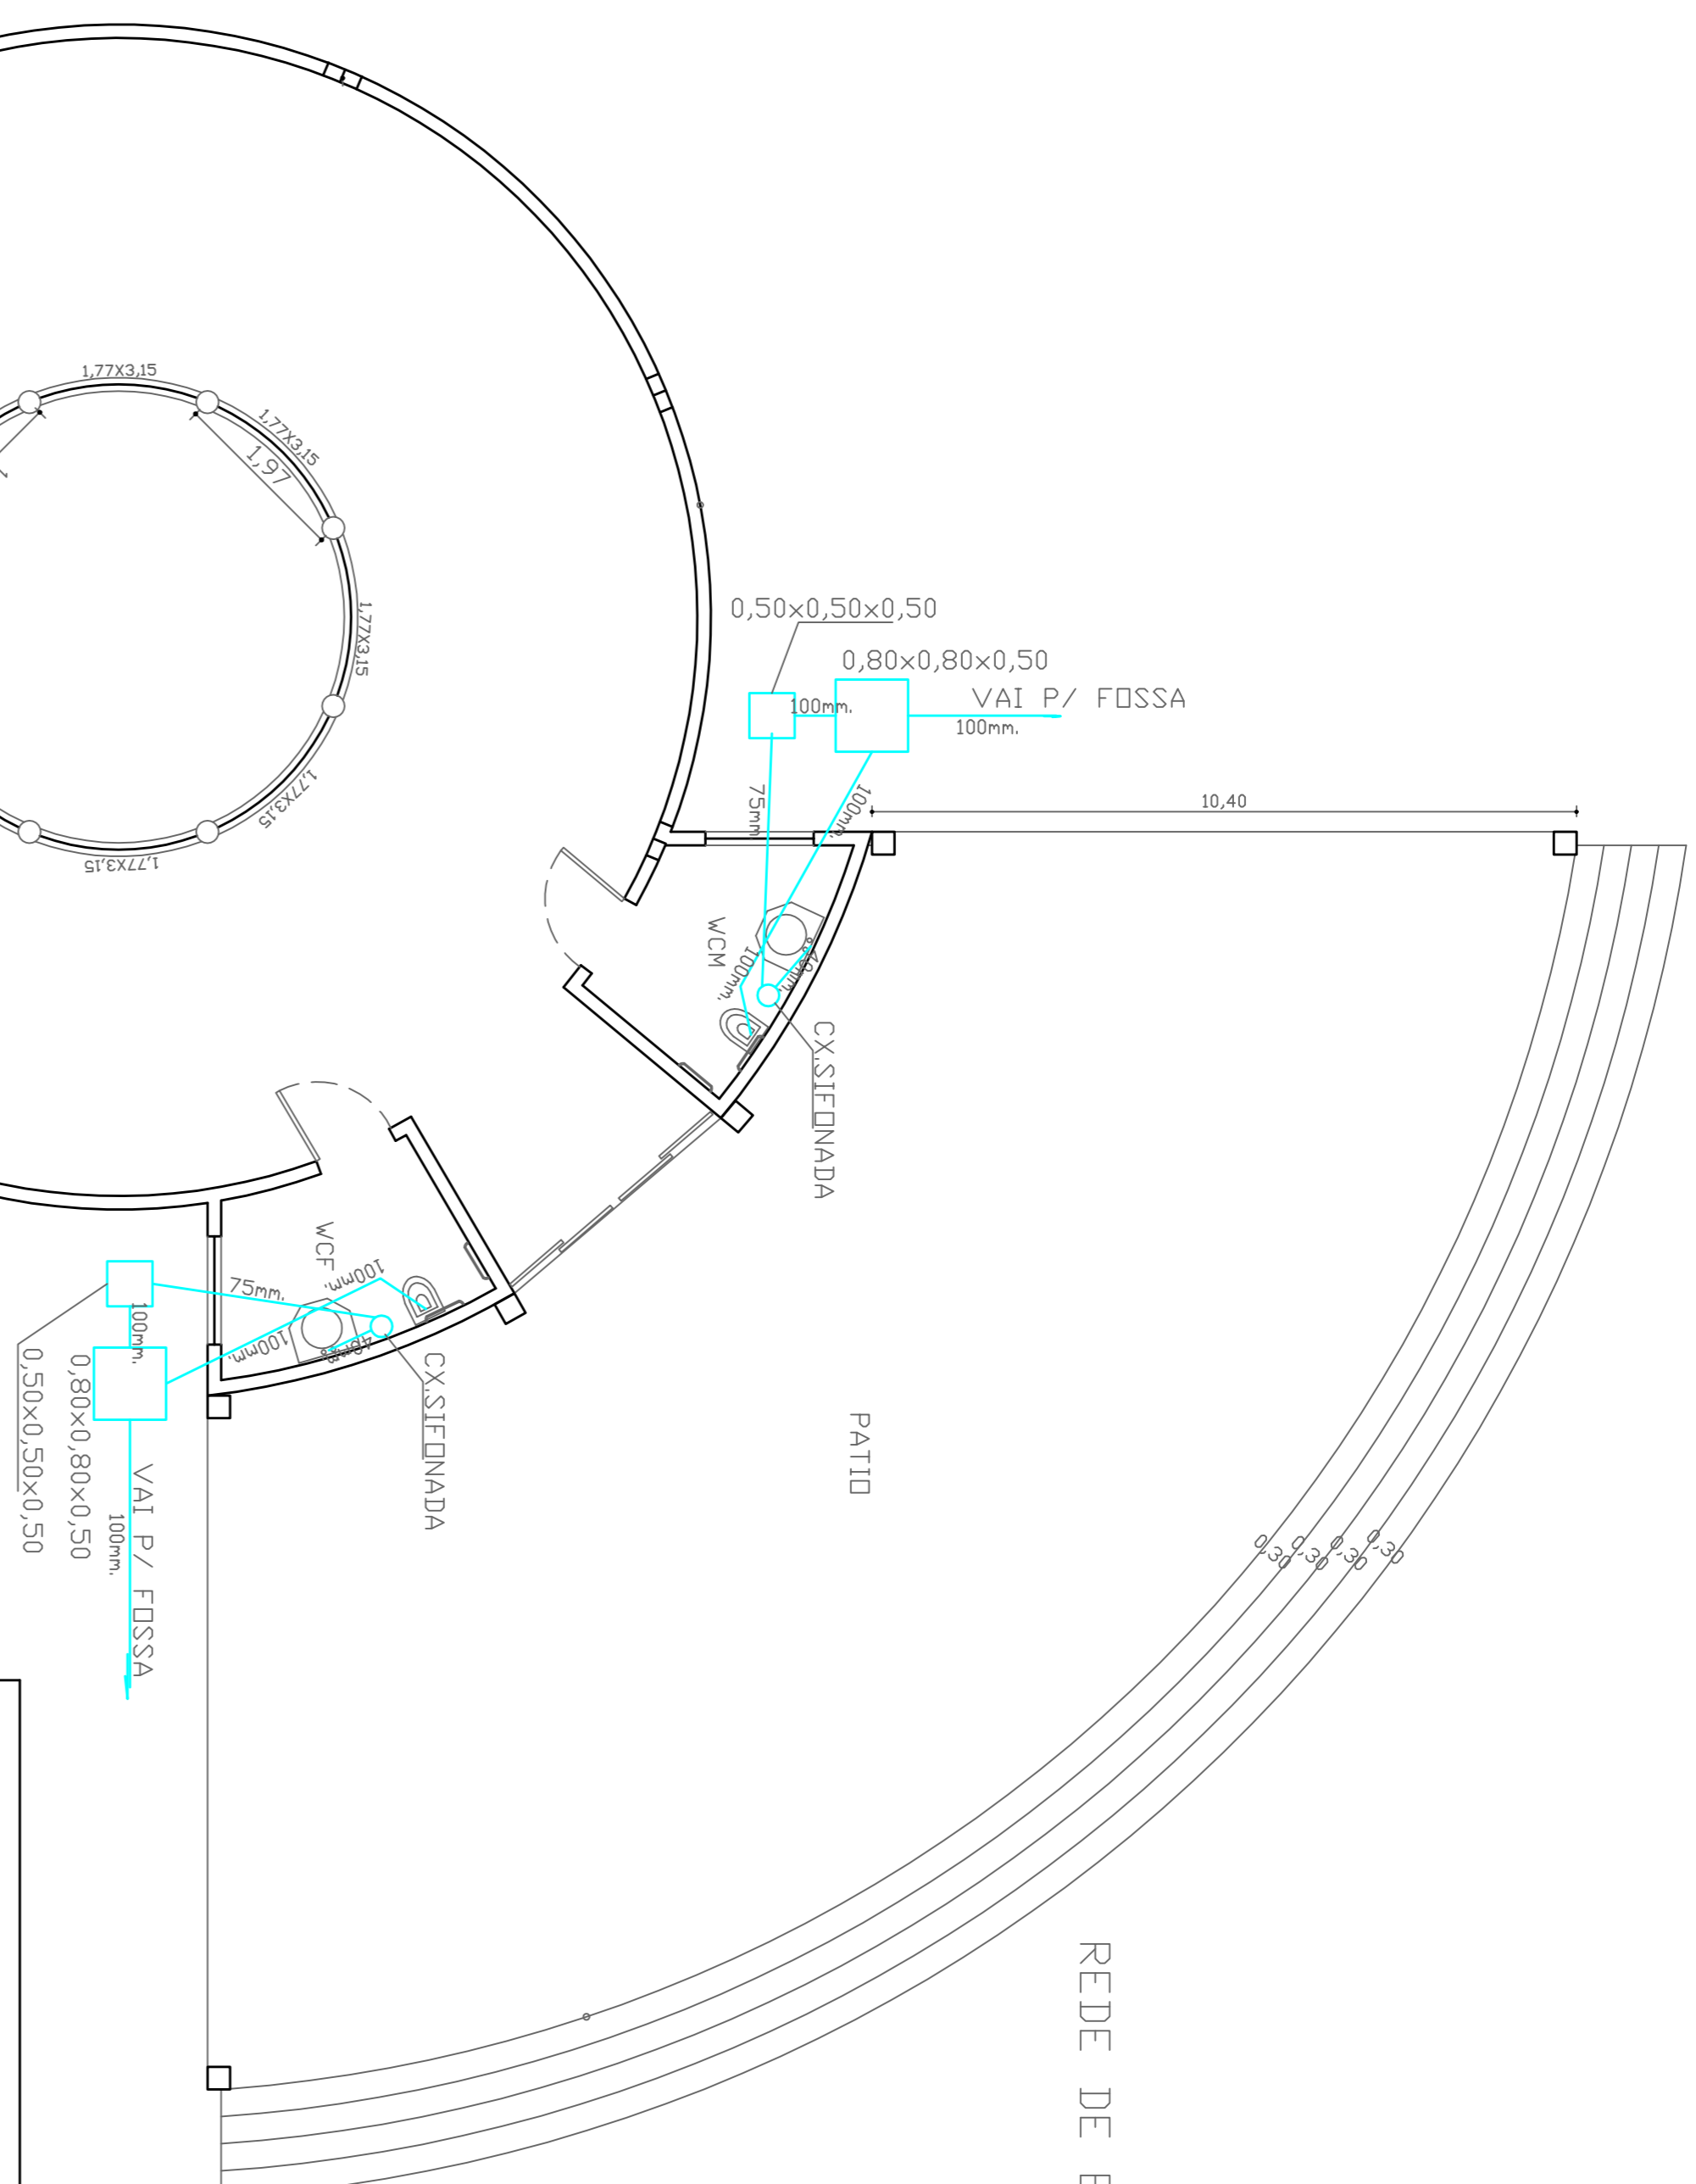 1,77X3,15
1,77X3,15
1,97
1,77X3,15
1,77X3,15
1,77X3,15
0,50x0,50x0,50
0,80x0,80x0,50
VAI P/ FOSSA
100mm.
100mm.
75mm.
100mm.
10,40
WCM
100mm.
40mm.
CX.SIFONADA
WCF
100mm.
75mm.
100mm.
40mm.
100mm.
CX.SIFONADA
0,50x0,50x0,50
0,80x0,80x0,50
VAI P/ FOSSA
100mm.
PATIO
0,30
0,30
0,30
0,30
REDE DE